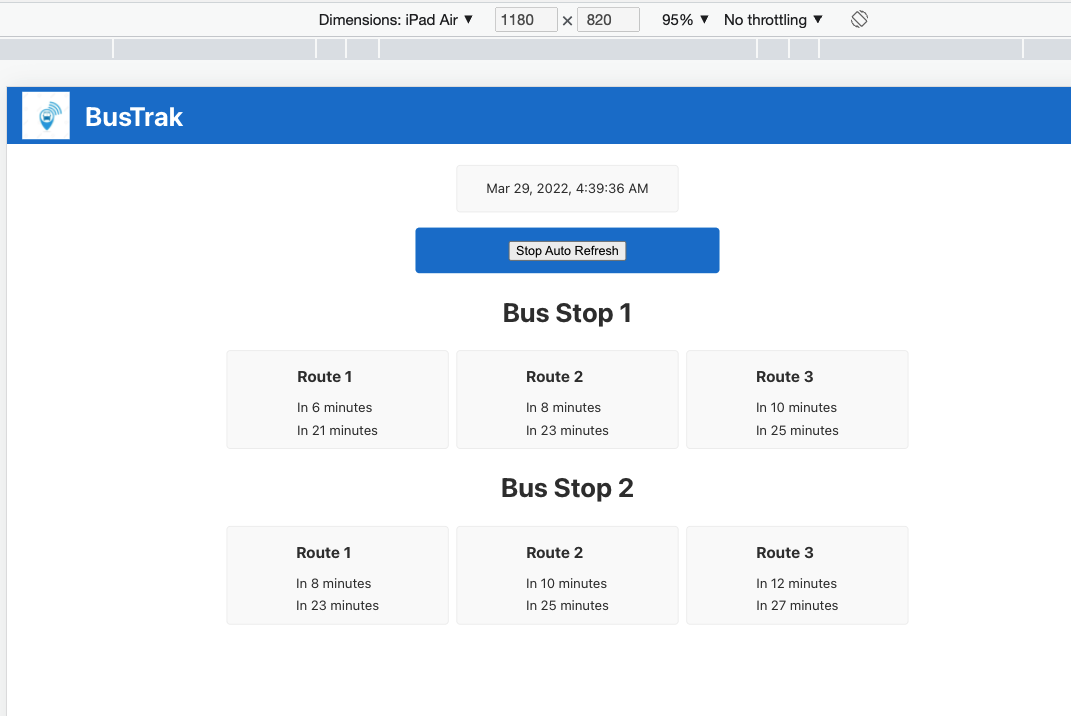 Dimensions: iPad Air ▼ 1180 × 820 95% ▼ No throttling ▼
BusTrak
Mar 29, 2022, 4:39:36 AM
Stop Auto Refresh
Bus Stop 1
Route 1
In 6 minutes
In 21 minutes
Route 2
In 8 minutes
In 23 minutes
Route 3
In 10 minutes
In 25 minutes
Bus Stop 2
Route 1
In 8 minutes
In 23 minutes
Route 2
In 10 minutes
In 25 minutes
Route 3
In 12 minutes
In 27 minutes